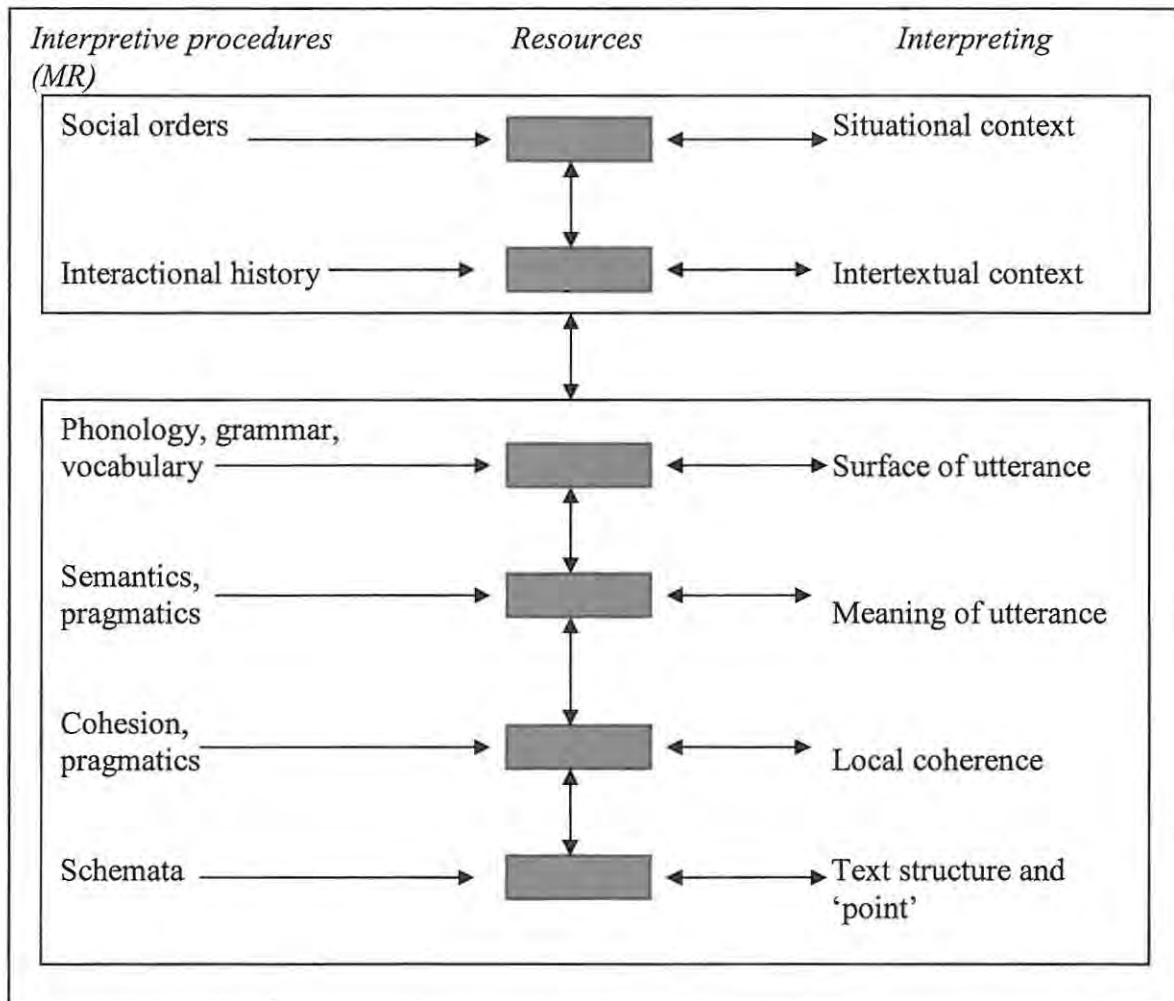 Interpretive procedures Resources Interpreting
(MR)
Social orders Situational context
Interactional history Intertextual context
Phonology, grammar,
vocabulary Surface of utterance
Semantics,
pragmatics Meaning of utterance
Cohesion,
pragmatics Local coherence
Schemata Text structure and
‘point’